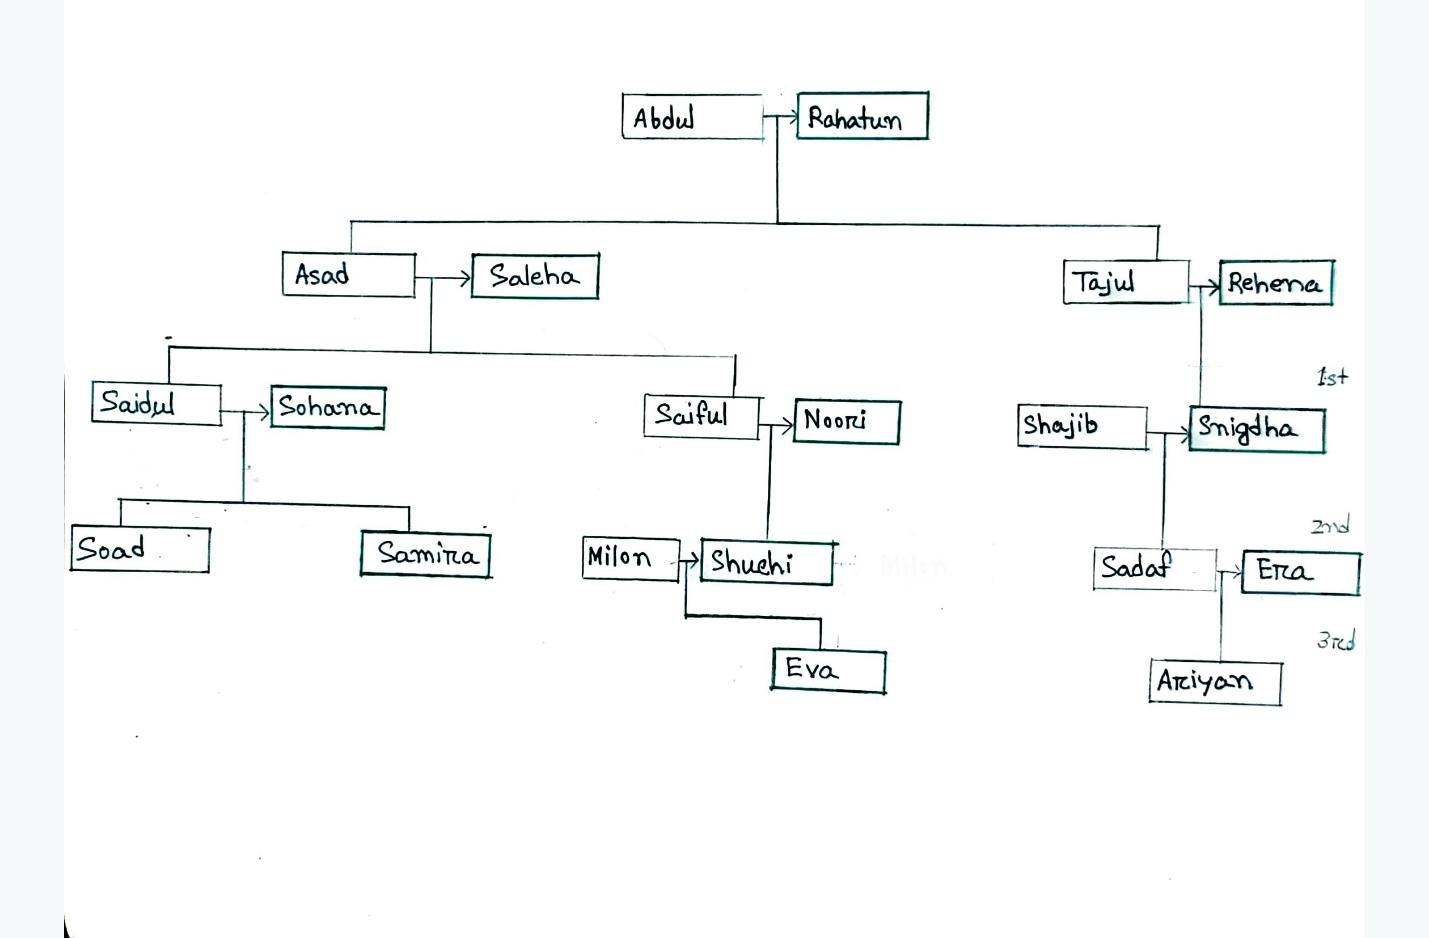 Abdul
Rahatun
Asad
Saleha
Tajul
Rehena
1st
Saidul
Sohana
Saiful
Noori
Shajib
Snigdha
2nd
Soad
Samira
Milon
Shuchi
Milon
Sadaf
Era
3rd
Eva
Ariyan